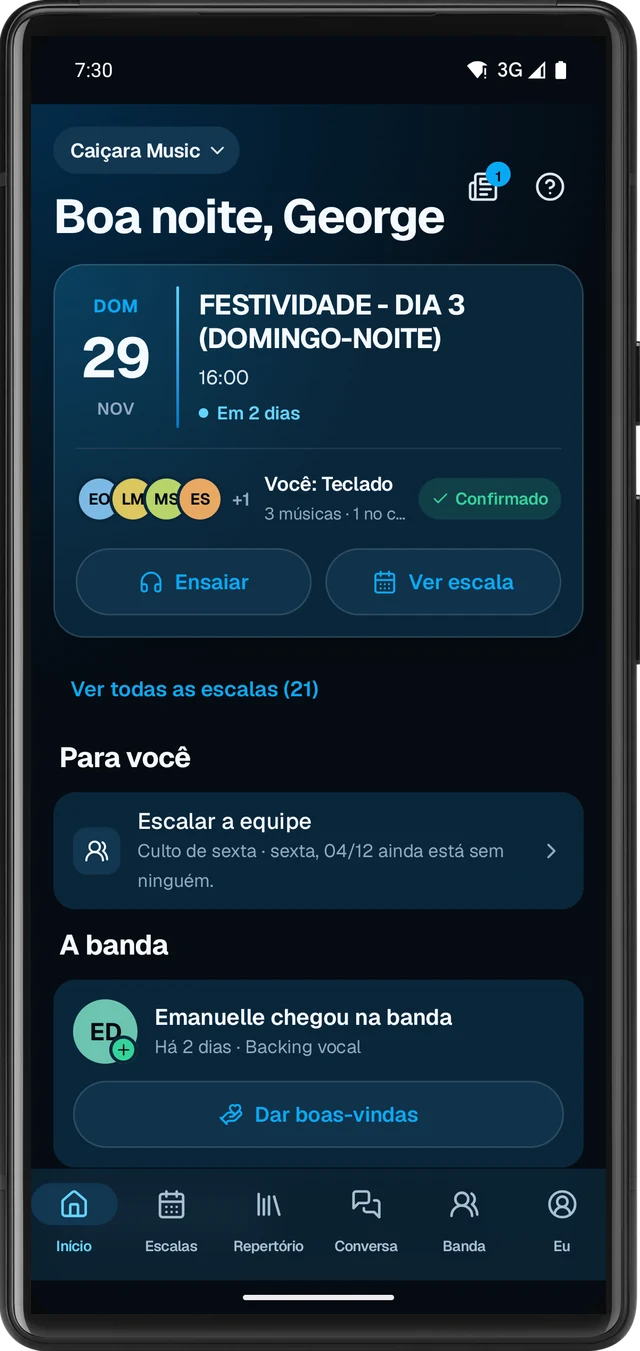 7:30
3G
Caiçara Music
1
Boa noite, George
DOM
29
NOV
FESTIVIDADE - DIA 3
(DOMINGO-NOITE)
16:00
Em 2 dias
EO LM MS ES +1
Você: Teclado
3 músicas · 1 no c...
Confirmado
Ensaiar
Ver escala
Ver todas as escalas (21)
Para você
Escalar a equipe
Culto de sexta · sexta, 04/12 ainda está sem
ninguém.
A banda
ED
Emanuelle chegou na banda
Há 2 dias · Backing vocal
Dar boas-vindas
Início
Escalas
Repertório
Conversa
Banda
Eu